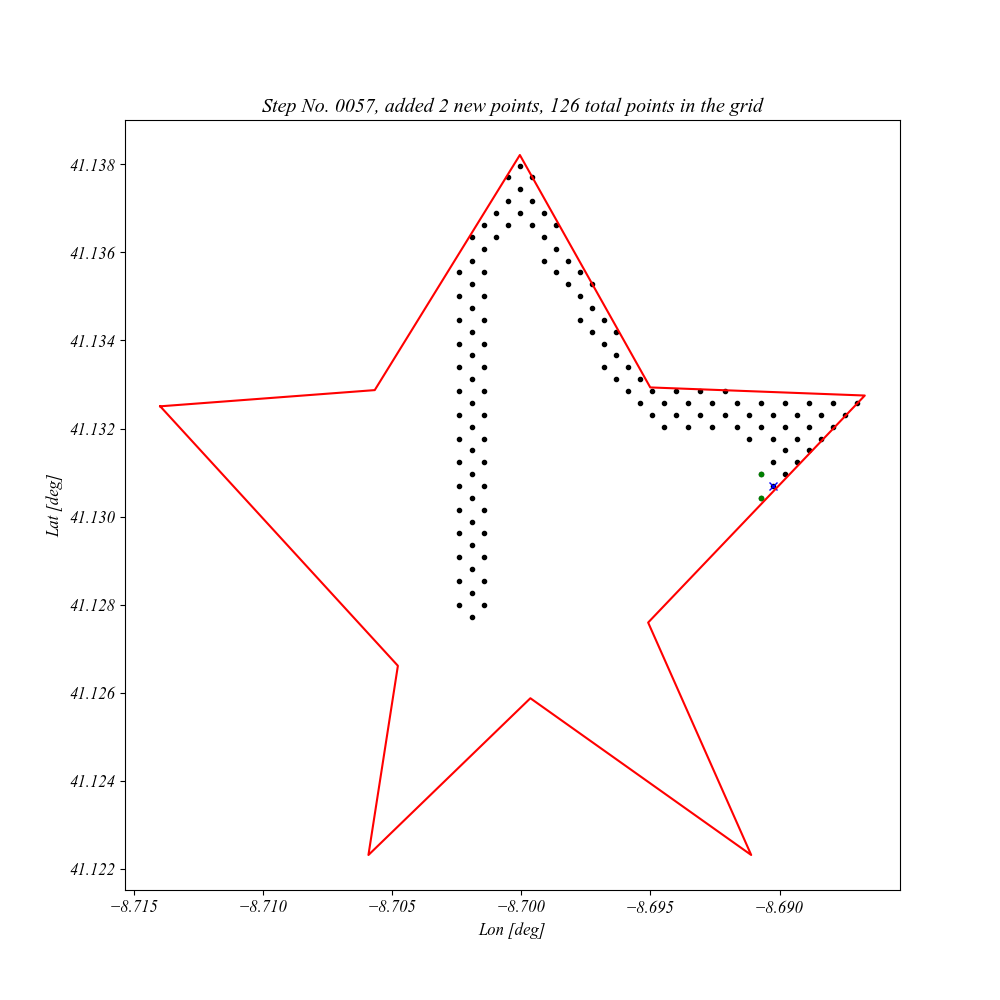 Step No. 0057, added 2 new points, 126 total points in the grid
41.138
41.136
41.134
41.132
41.130
41.128
41.126
41.124
41.122
Lat [deg]
−8.715 −8.710 −8.705 −8.700 −8.695 −8.690
Lon [deg]